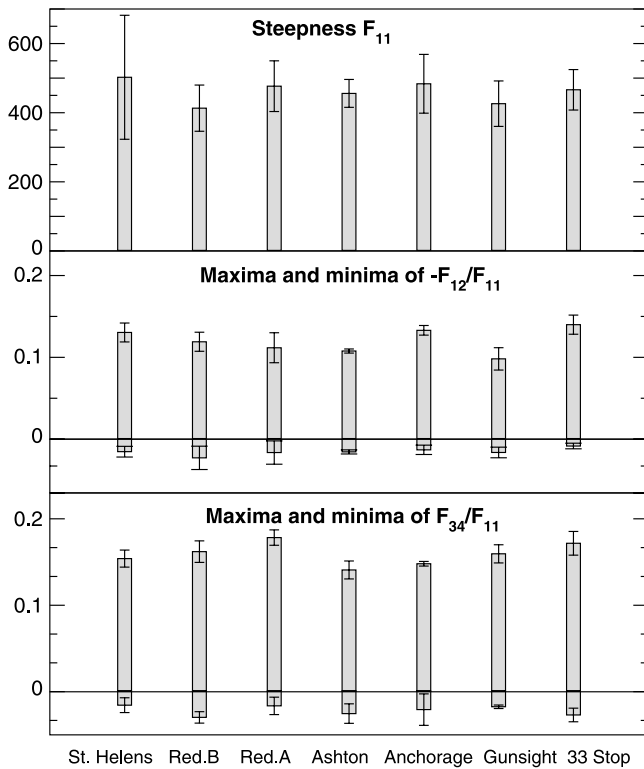 Steepness F11
600
400
200
0
Maxima and minima of -F12/F11
0.2
0.1
0
Maxima and minima of F34/F11
0.2
0.1
0
St. Helens Red.B Red.A Ashton Anchorage Gunsight 33 Stop